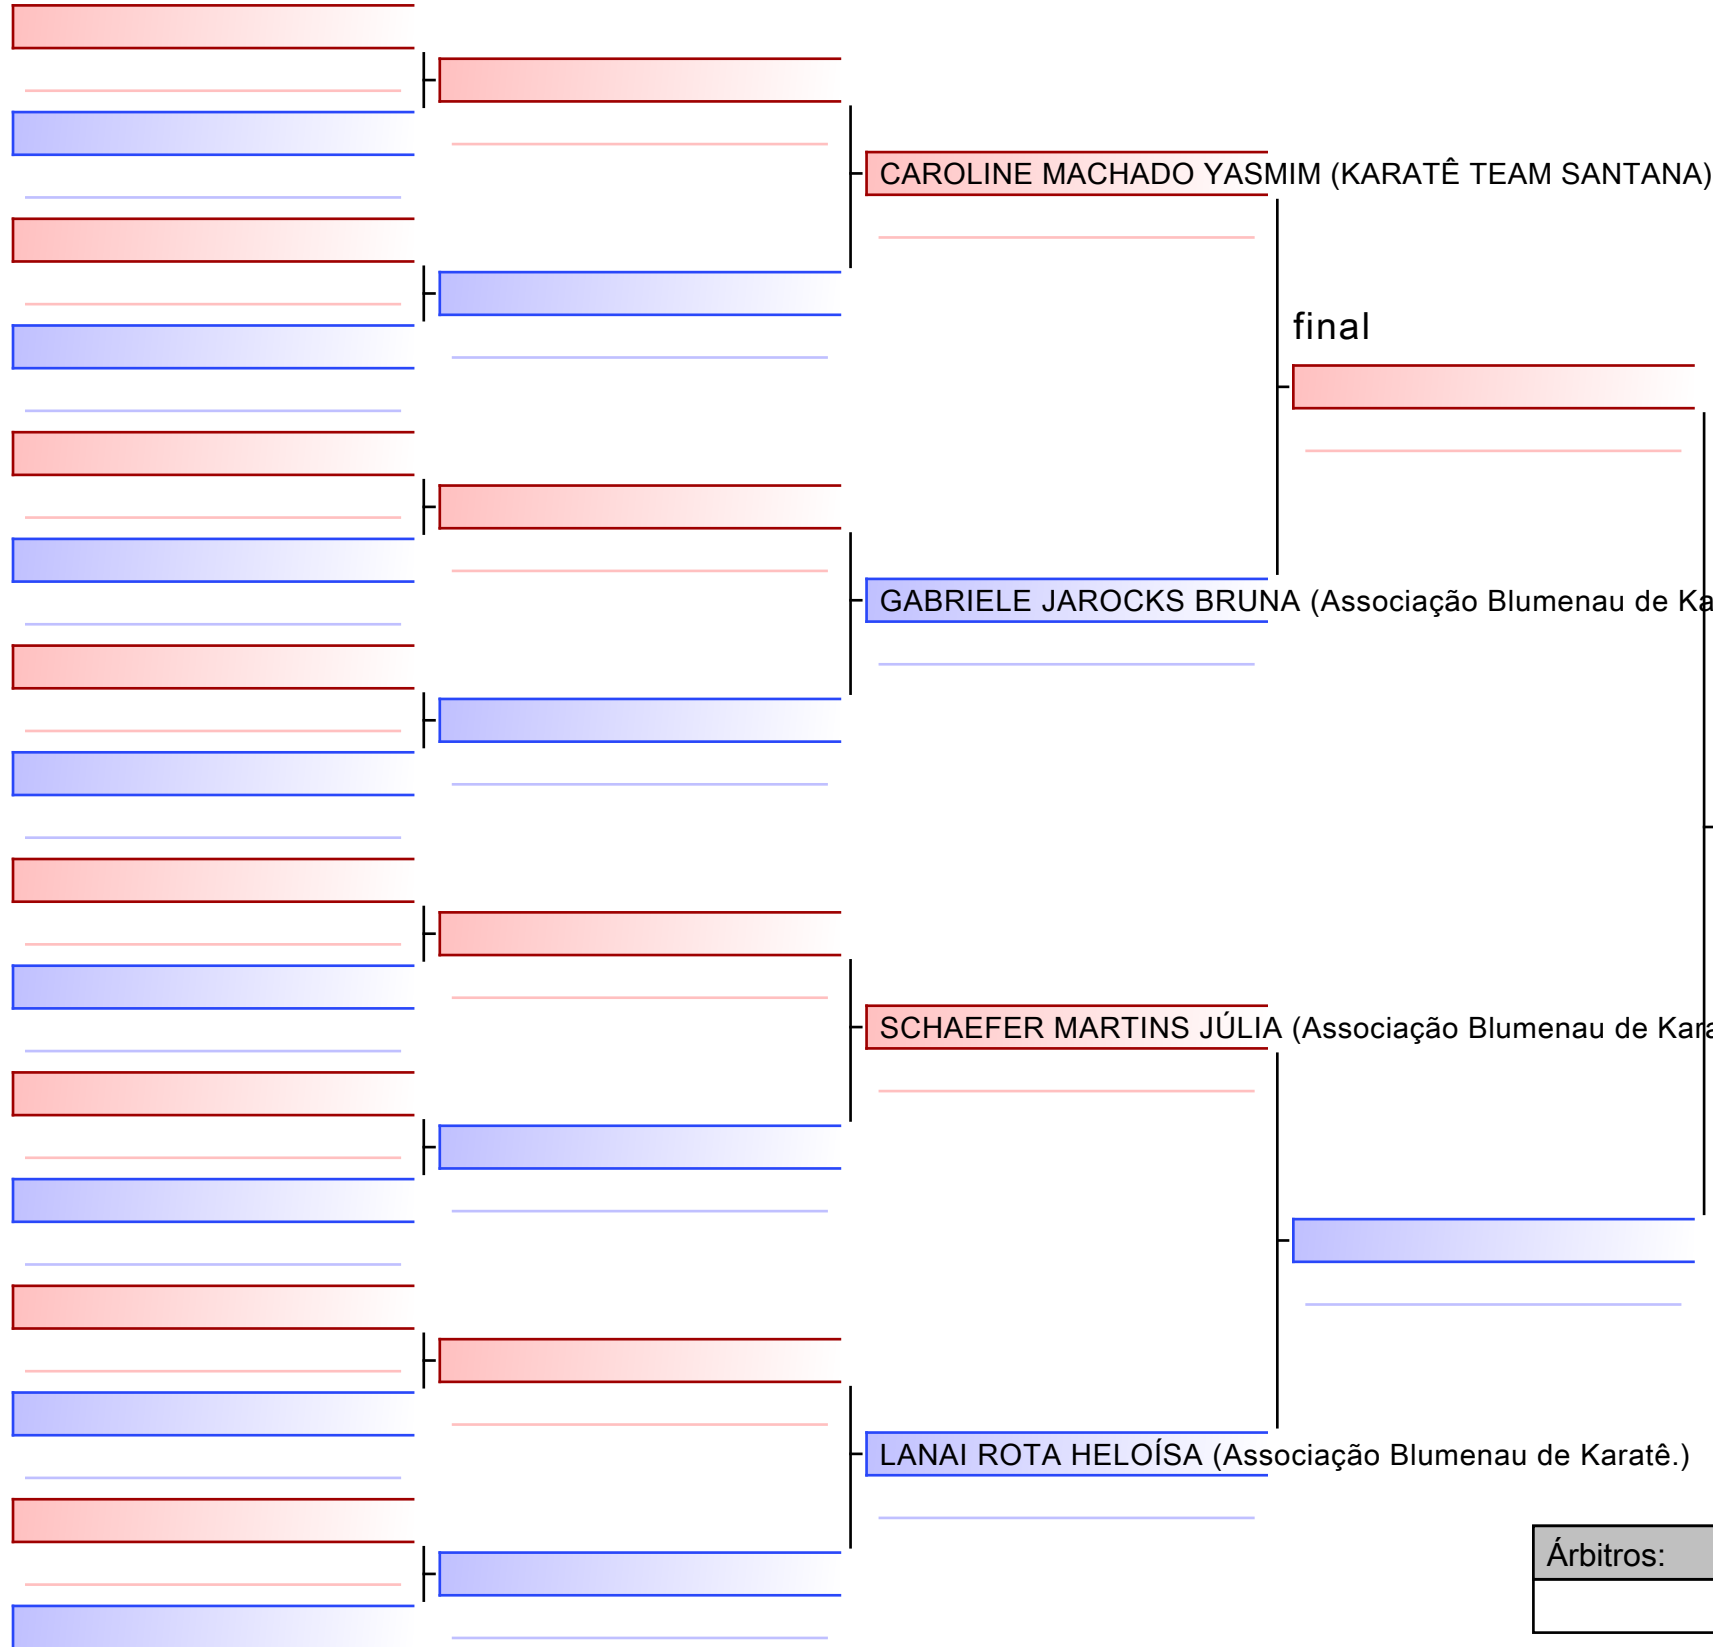 CAROLINE MACHADO YASMIM (KARATÊ TEAM SANTANA)
final
GABRIELE JAROCKS BRUNA (Associação Blumenau de
SCHAEFER MARTINS JÚLIA (Associação Blumenau de
LANAI ROTA HELOÍSA (Associação Blumenau de Karatê.)
Árbitros: